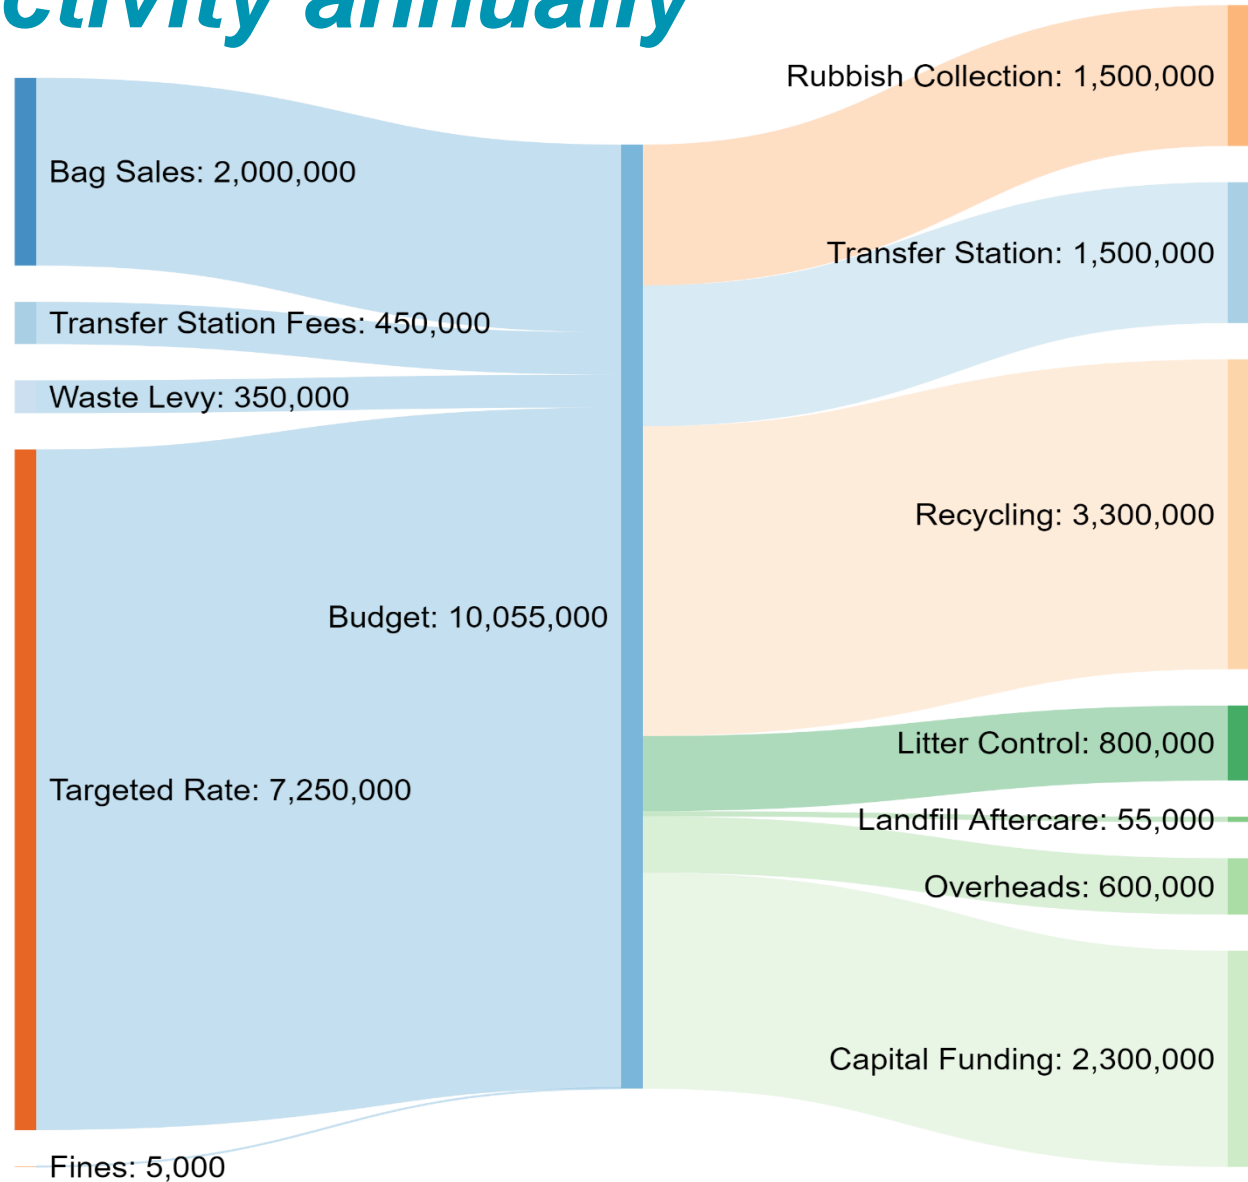 annually
Bag Sales: 2,000,000
Transfer Station Fees: 450,000
Waste Levy: 350,000
Targeted Rate: 7,250,000
Fines: 5,000
Budget: 10,055,000
Rubbish Collection: 1,500,000
Transfer Station: 1,500,000
Recycling: 3,300,000
Litter Control: 800,000
Landfill Aftercare: 55,000
Overheads: 600,000
Capital Funding: 2,300,000